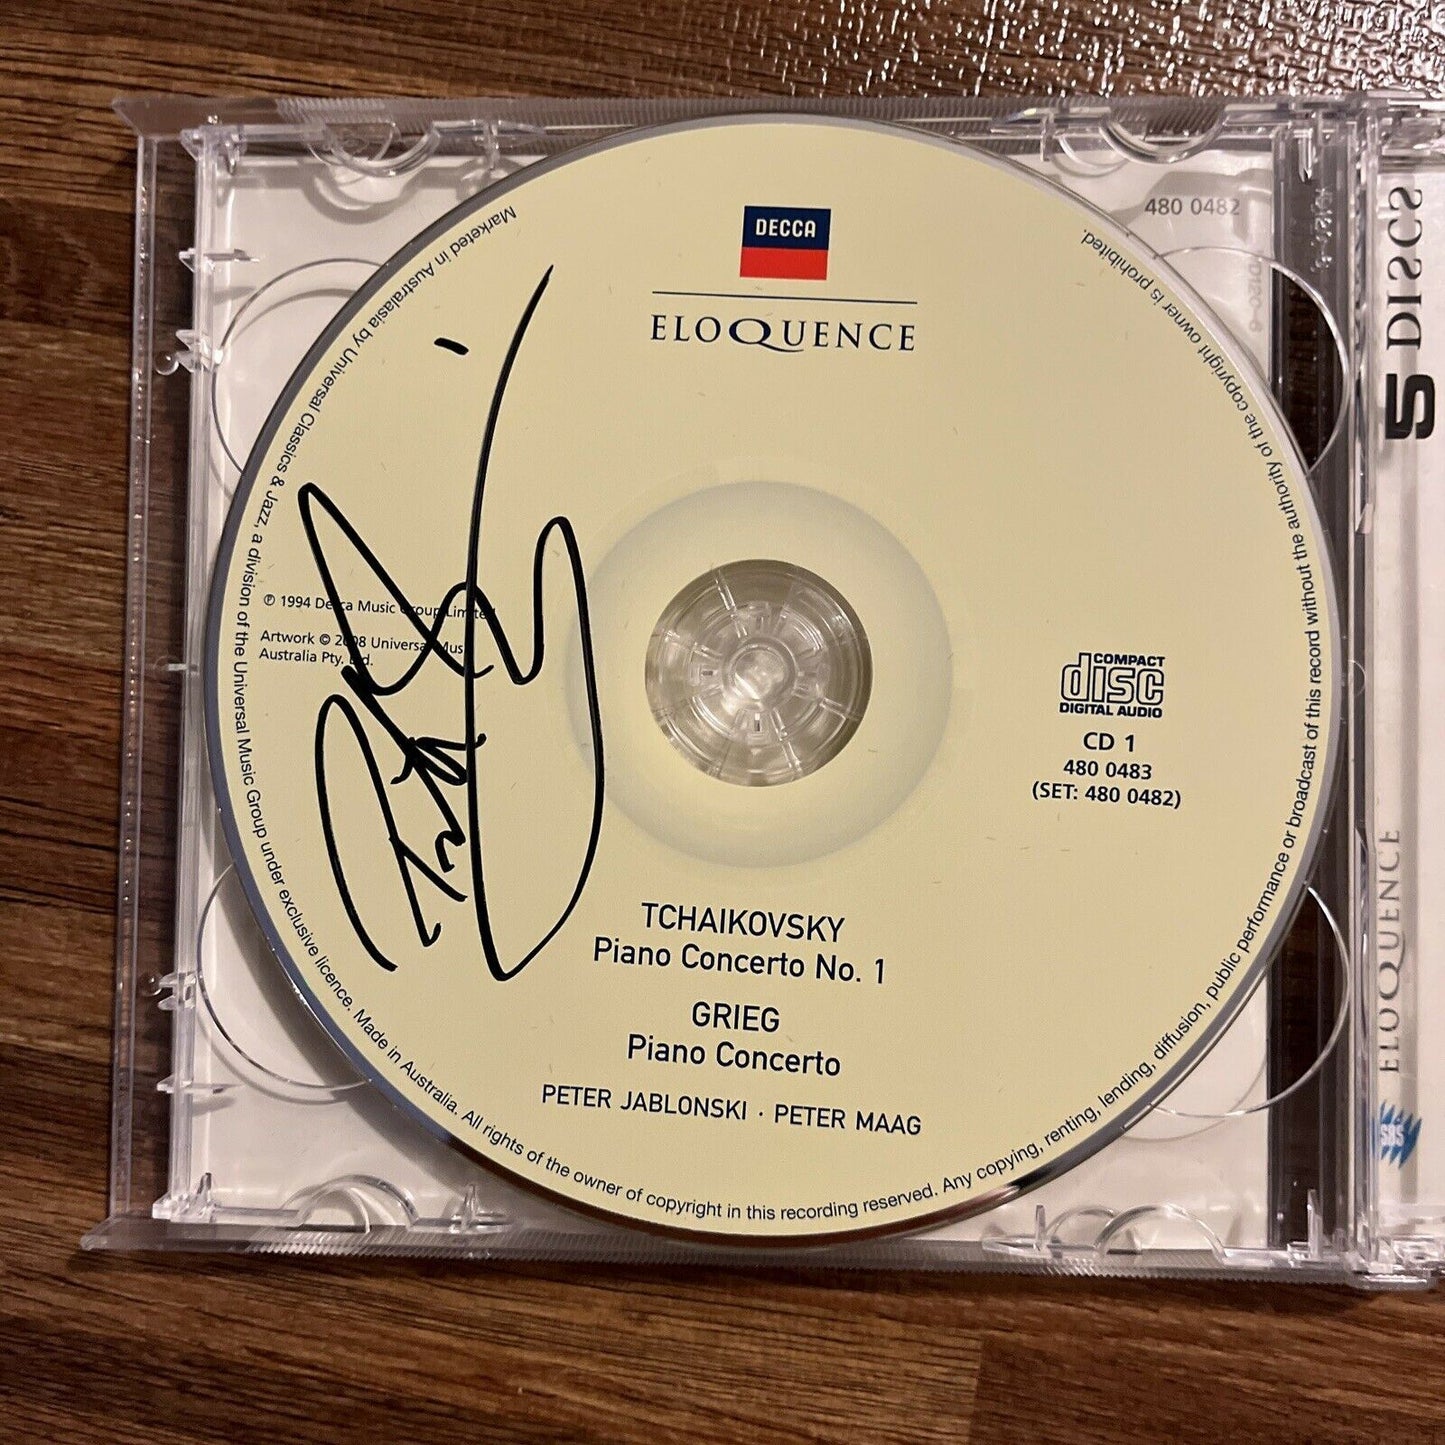 DECCA
ELOQUENCE
480 0482
5 DISCS
Marketed in Australasia by Universal Classics & Jazz, a division of the Universal Music Group under exclusive licence. Made in Australia. All rights of the owner of copyright in this recording reserved. Any copying, renting, lending, diffusion, public performance or broadcast of this record without the authority of the copyright owner is prohibited.
℗ 1994 Decca Music Group Limited
Artwork © 2008 Universal Music
Australia Pty. Ltd.
COMPACT
disc
DIGITAL AUDIO
CD 1
480 0483
(SET: 480 0482)
TCHAIKOVSKY
Piano Concerto No. 1
GRIEG
Piano Concerto
PETER JABLONSKI · PETER MAAG
ELOQUENCE
SBS